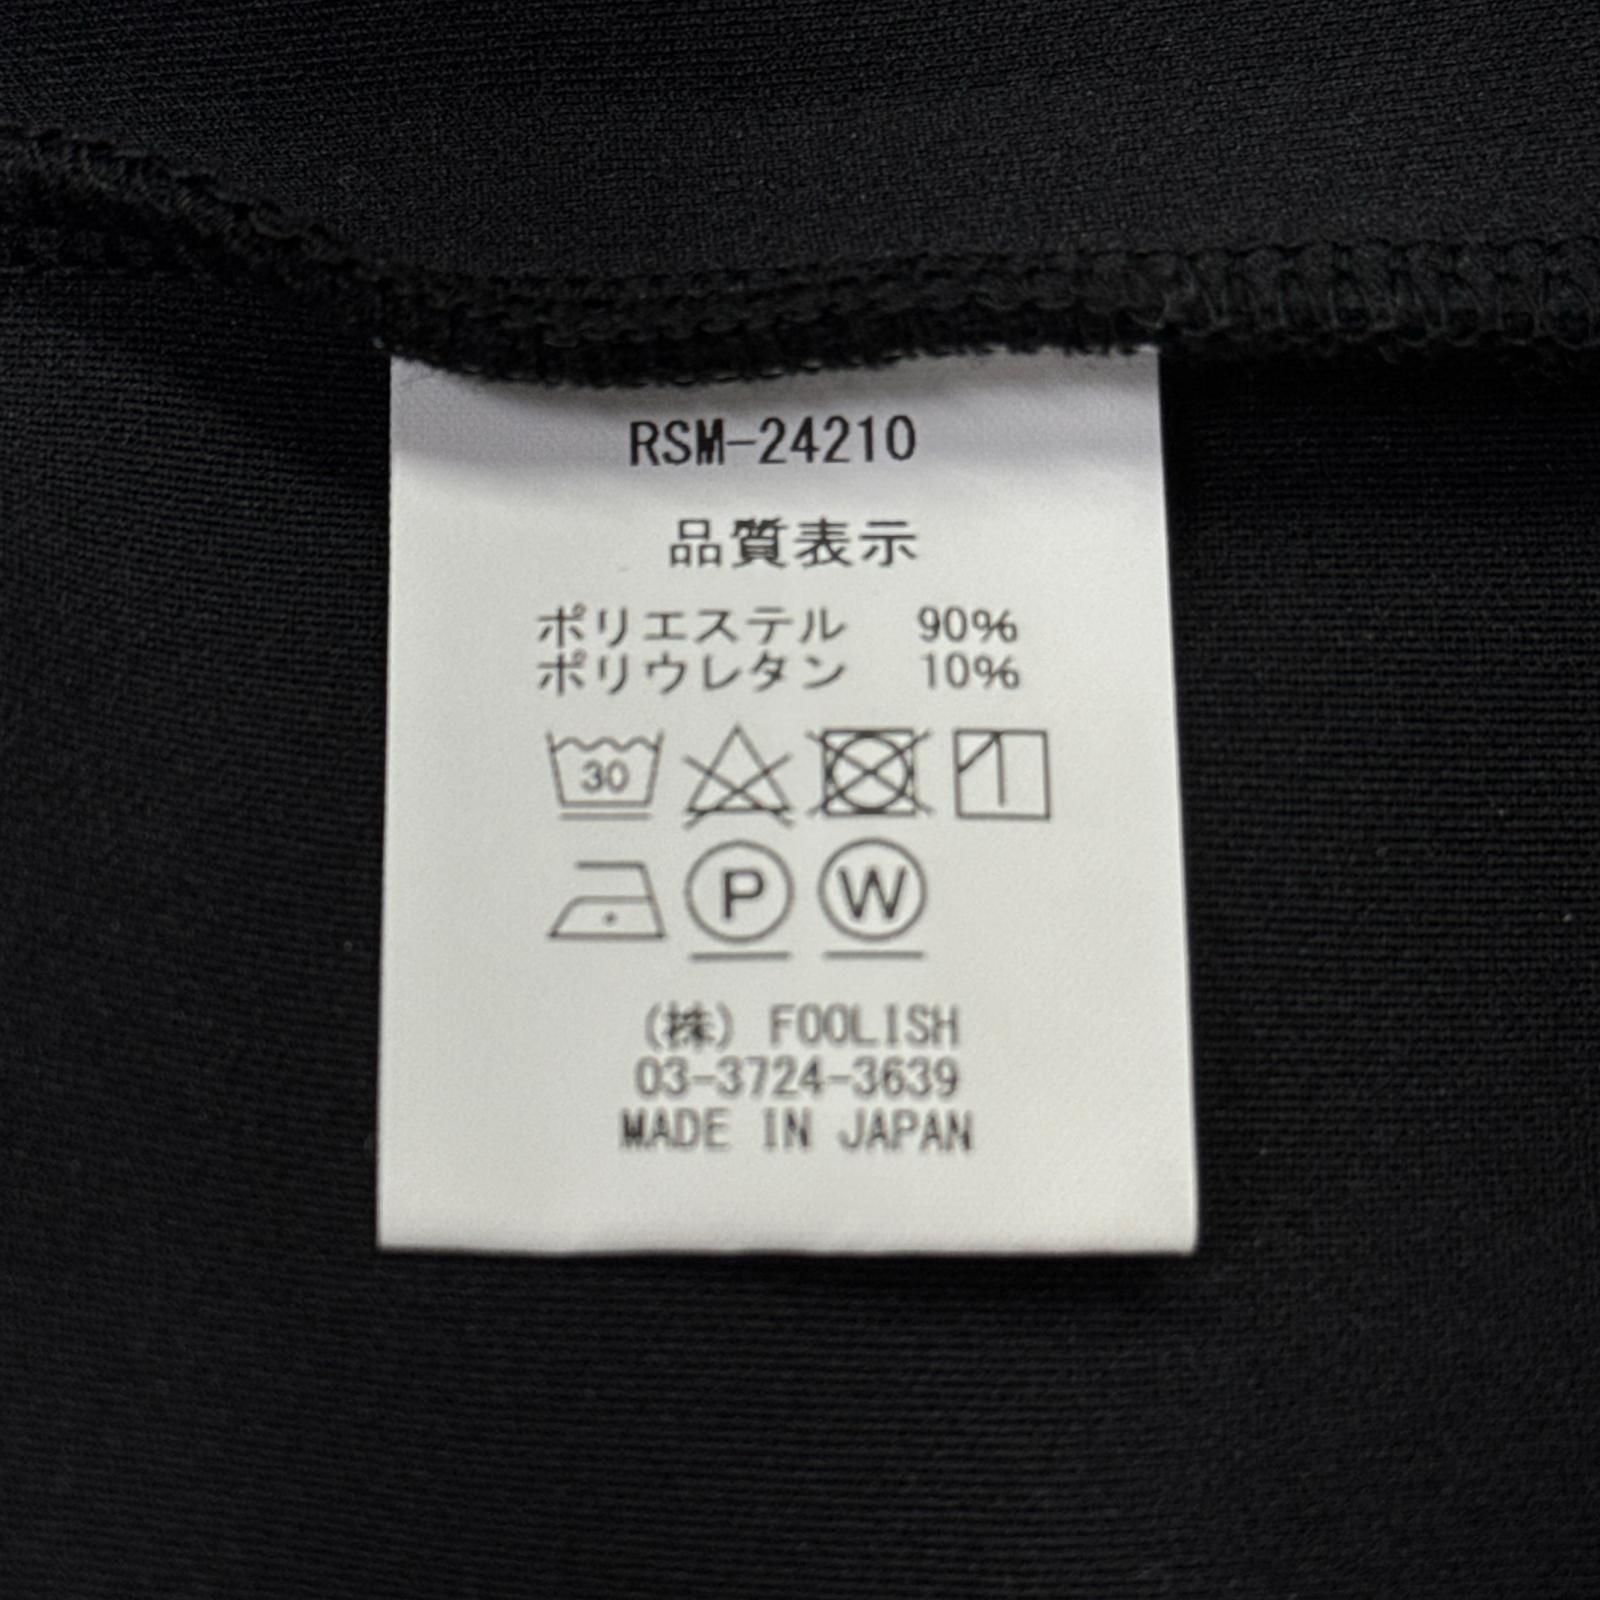 RSM-24210
品質表示
ポリエステル 90%
ポリウレタン 10%
30
P W
(株) FOOLISH
03-3724-3639
MADE IN JAPAN